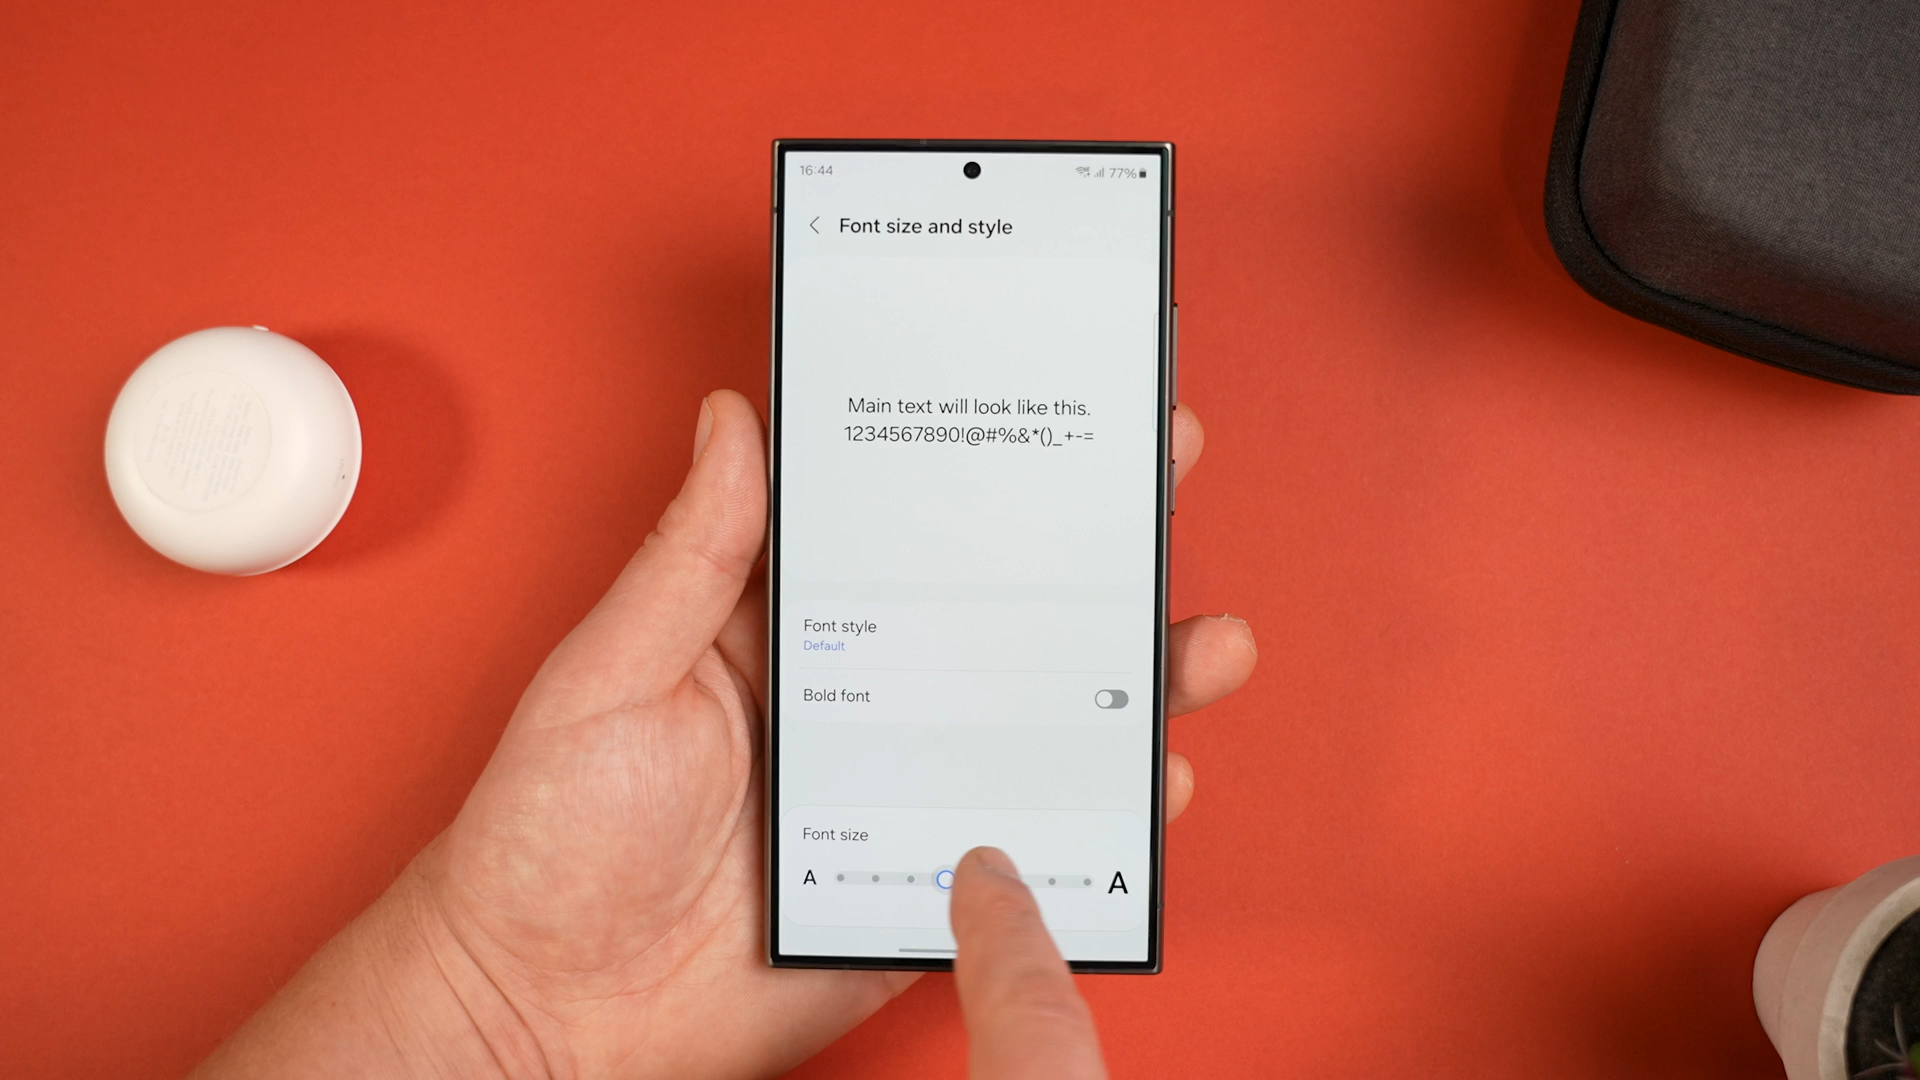 16:44 77%
Font size and style
Main text will look like this.
1234567890!@#%&*()_+-=
Font style
Default
Bold font
Font size
A A